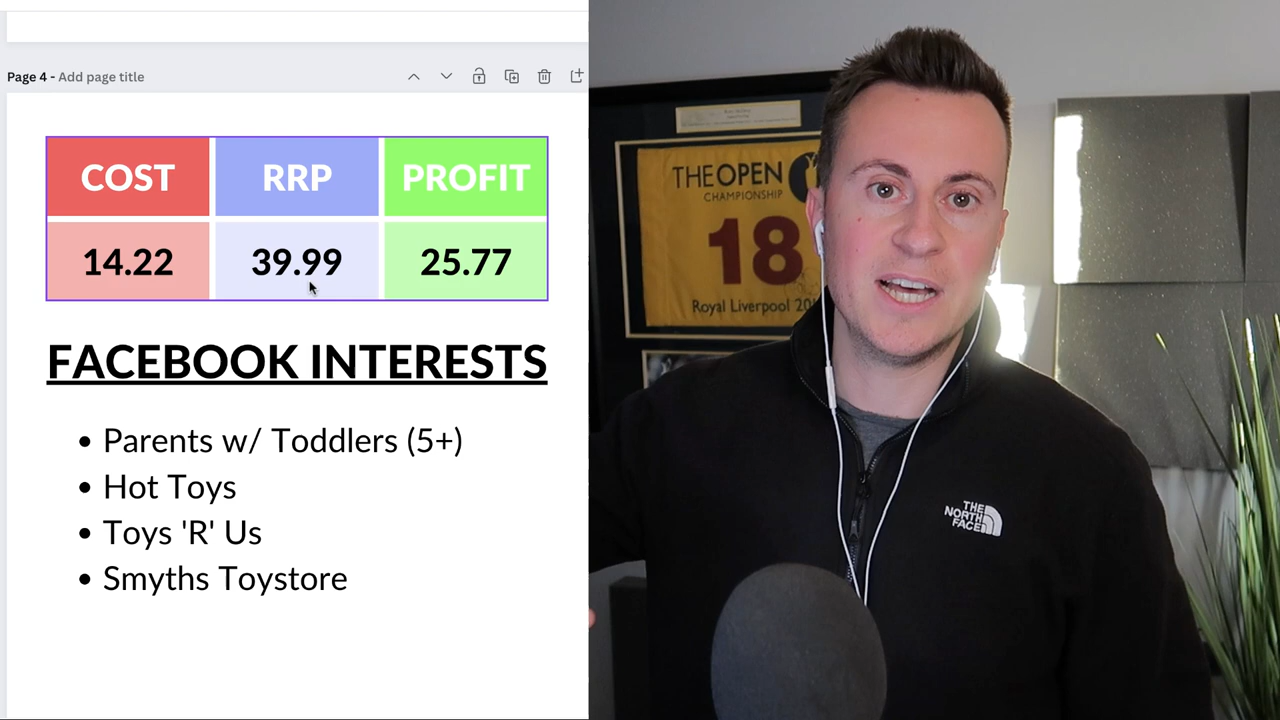 Page 4 - Add page title
COST RRP PROFIT
14.22 39.99 25.77
FACEBOOK INTERESTS
• Parents w/ Toddlers (5+)
• Hot Toys
• Toys 'R' Us
• Smyths Toystore
THE OPEN
CHAMPIONSHIP
18
Royal Liverpool
THE
NORTH
FACE